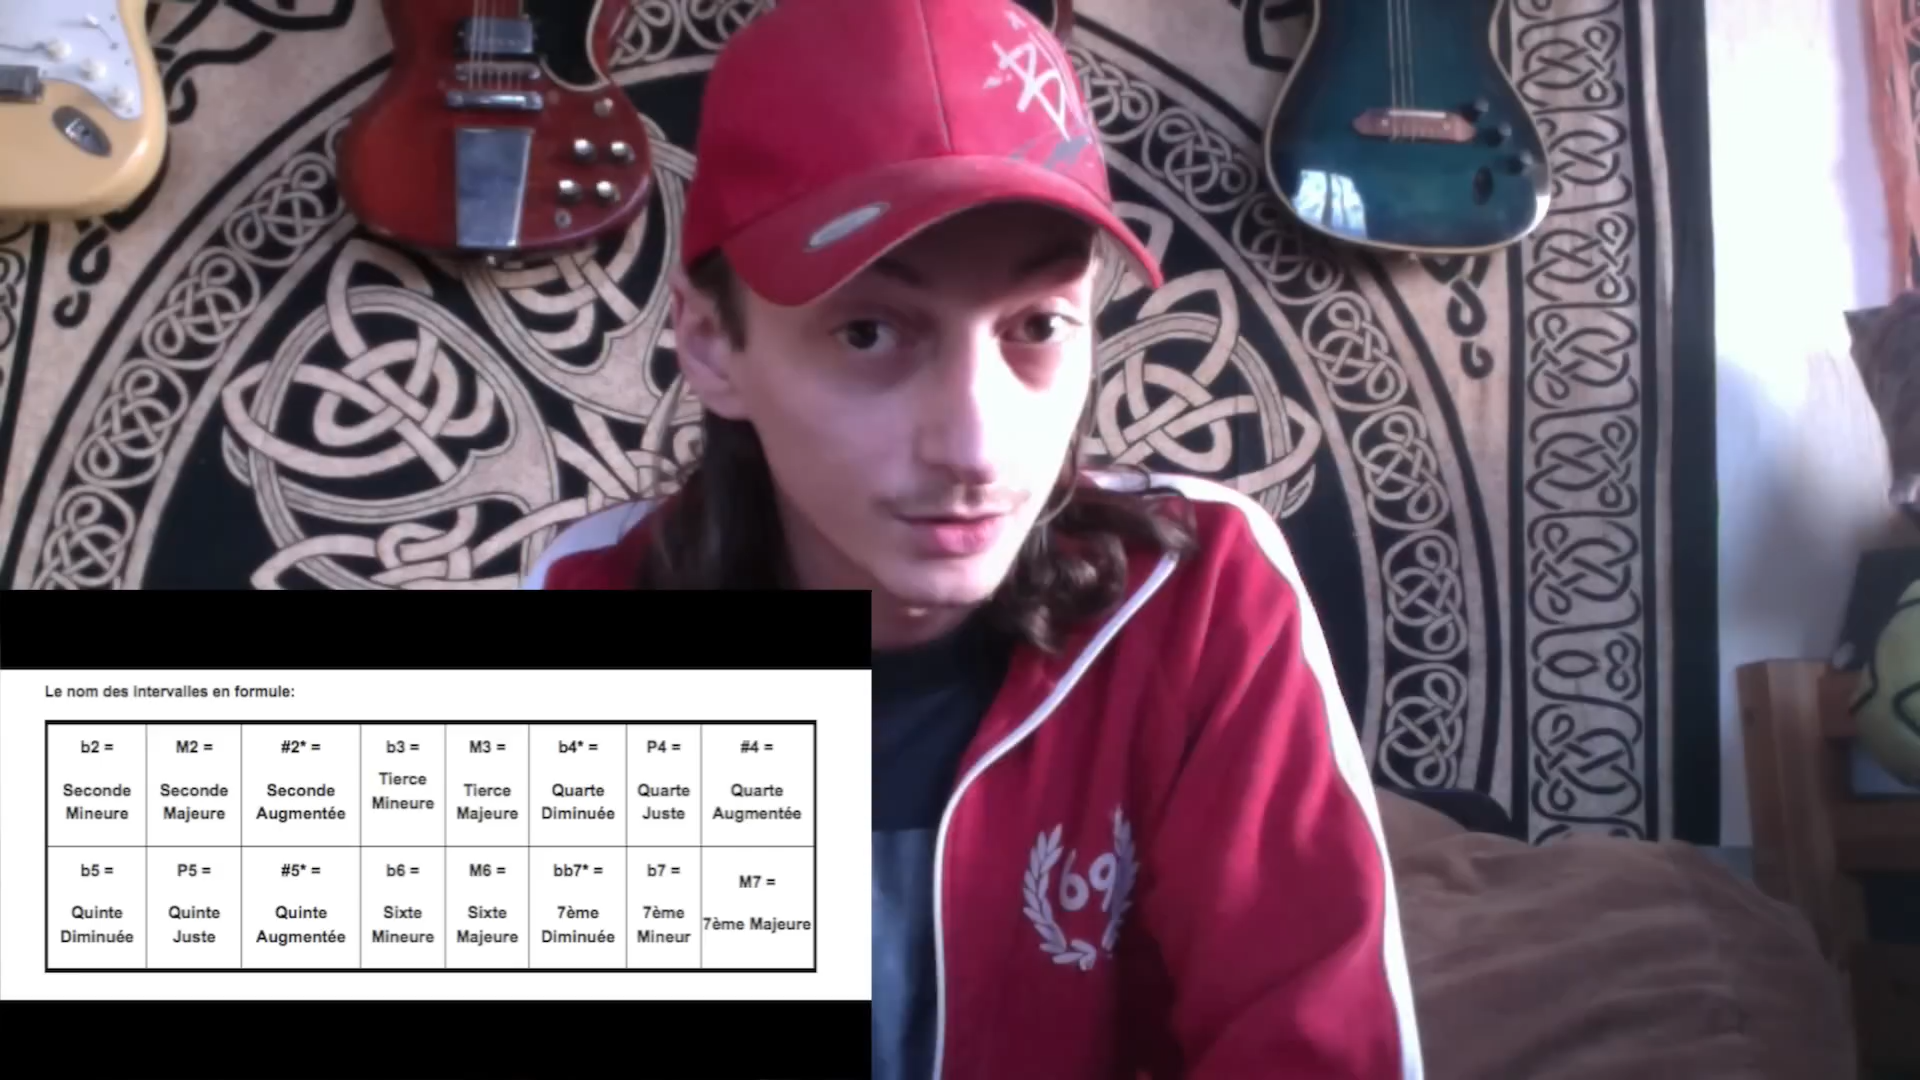 Le nom des intervalles en formule:
b2 = M2 = #2* = b3 = M3 = b4* = P4 = #4 =
Seconde Mineure Seconde Majeure Seconde Augmentée Tierce Mineure Tierce Majeure Quarte Diminuée Quarte Juste Quarte Augmentée
b5 = P5 = #5* = b6 = M6 = bb7* = b7 = M7 =
Quinte Diminuée Quinte Juste Quinte Augmentée Sixte Mineure Sixte Majeure 7ème Diminuée 7ème Mineur 7ème Majeure
69